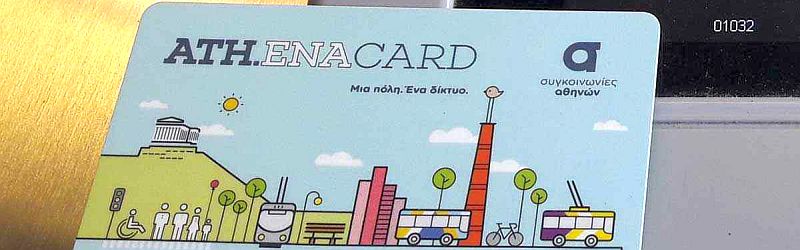 ATH.ENA CARD
01032
συγκοινωνίες
αθηνών
Μια πόλη. Ένα δίκτυο.